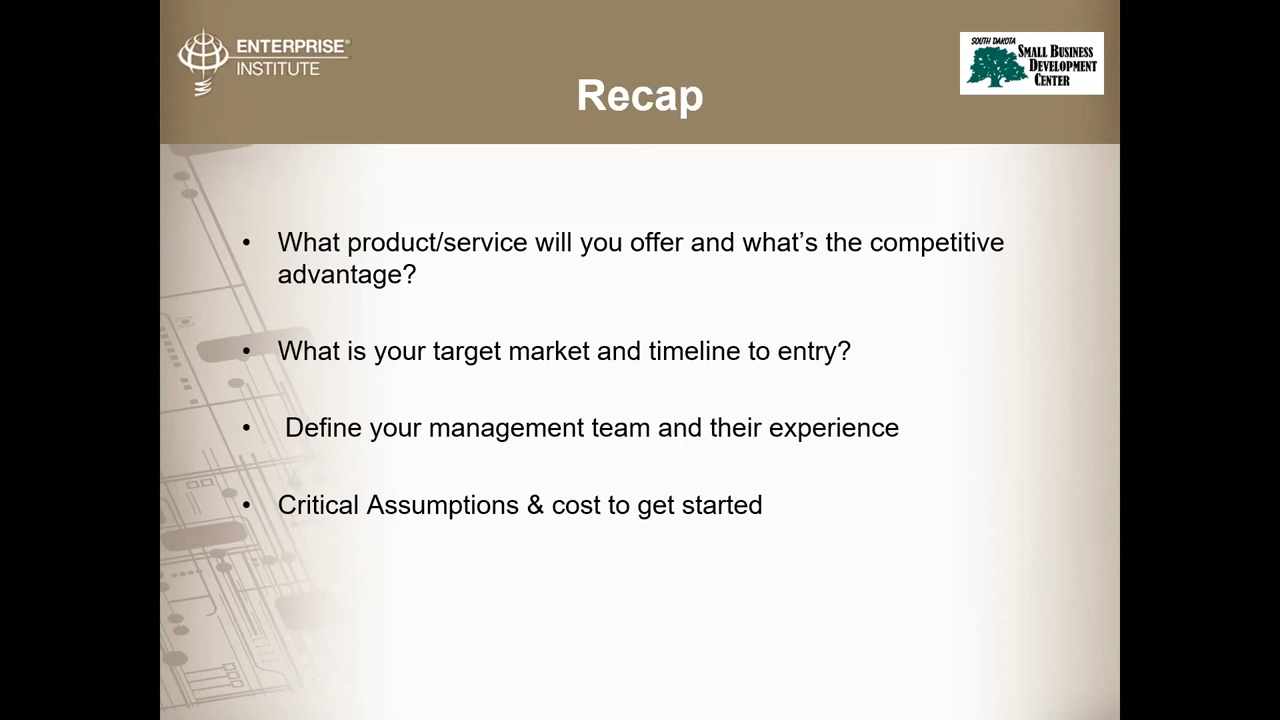 ENTERPRISE®
INSTITUTE
SOUTH DAKOTA
SMALL BUSINESS
DEVELOPMENT
CENTER
Recap
• What product/service will you offer and what’s the competitive
advantage?
• What is your target market and timeline to entry?
• Define your management team and their experience
• Critical Assumptions & cost to get started